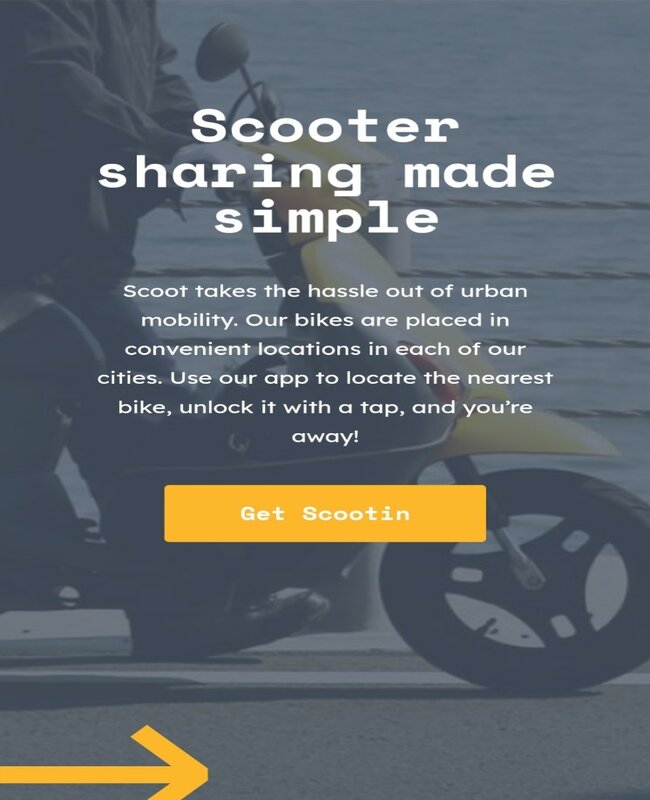 Scooter
sharing made
simple
Scoot takes the hassle out of urban
mobility. Our bikes are placed in
convenient locations in each of our
cities. Use our app to locate the nearest
bike, unlock it with a tap, and you’re
away!
Get Scootin